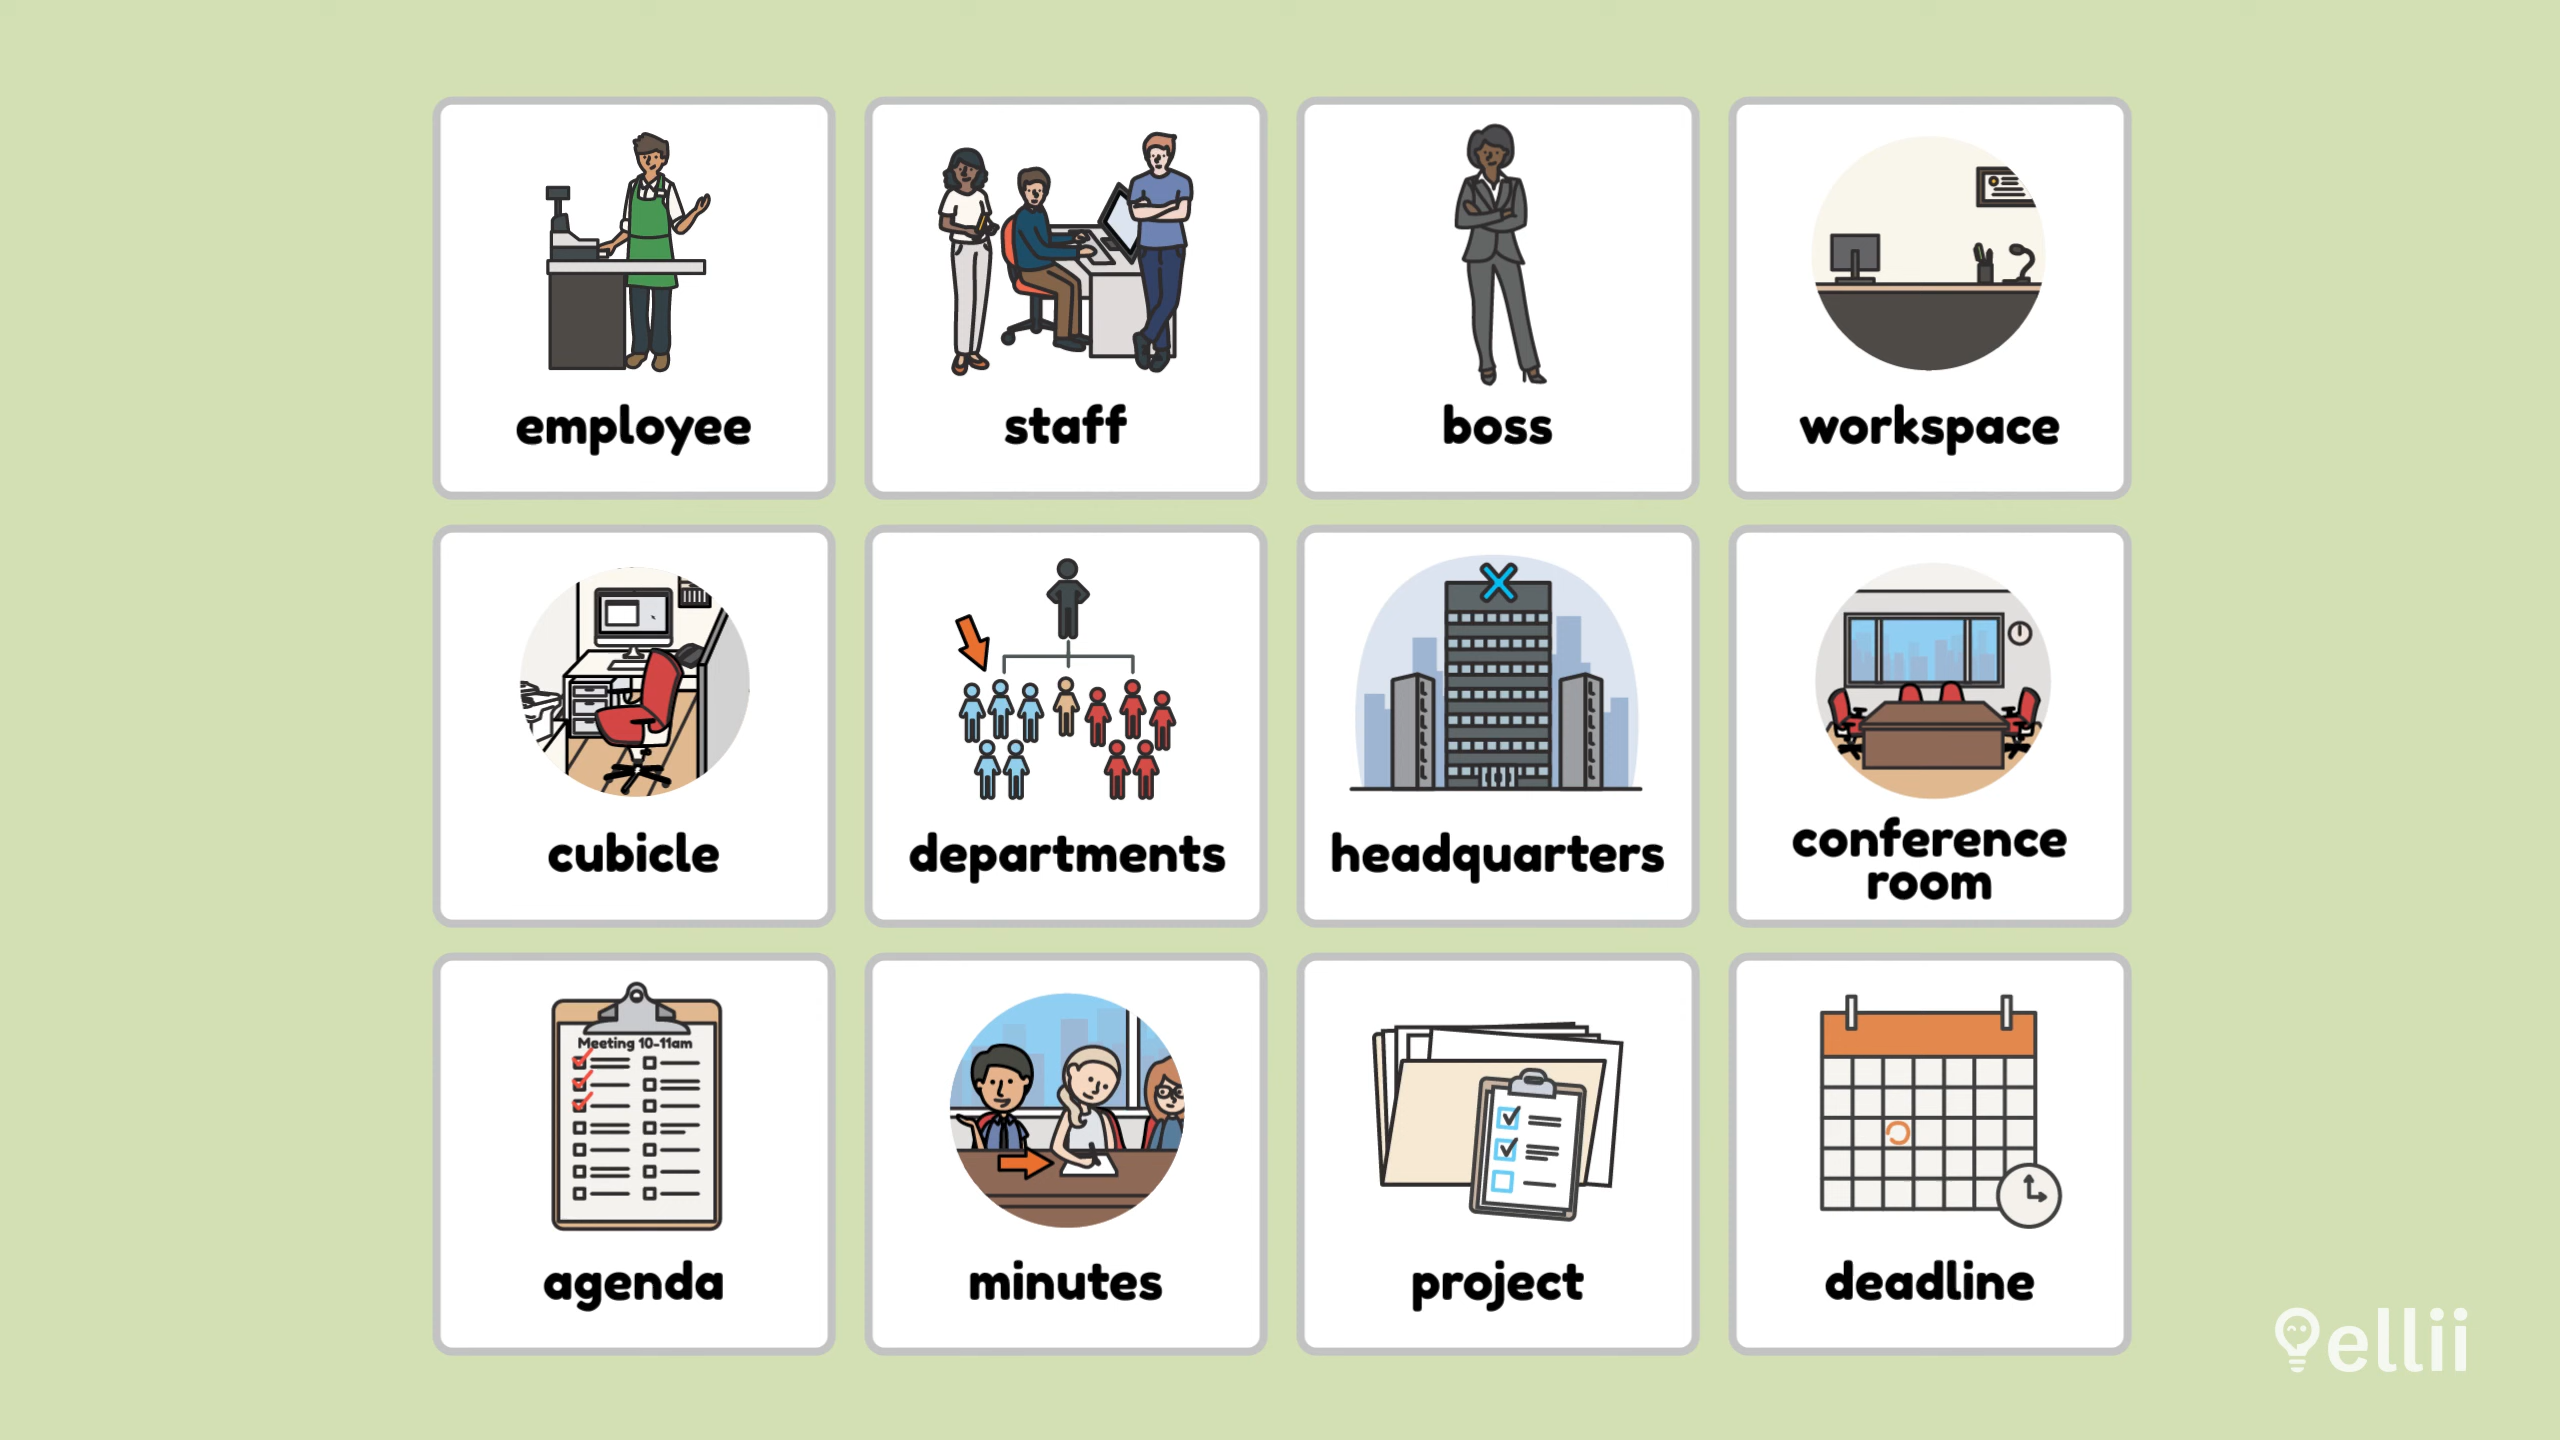 employee
staff
boss
workspace
cubicle
departments
headquarters
conference
room
Meeting 10-11am
agenda
minutes
project
deadline
ellii